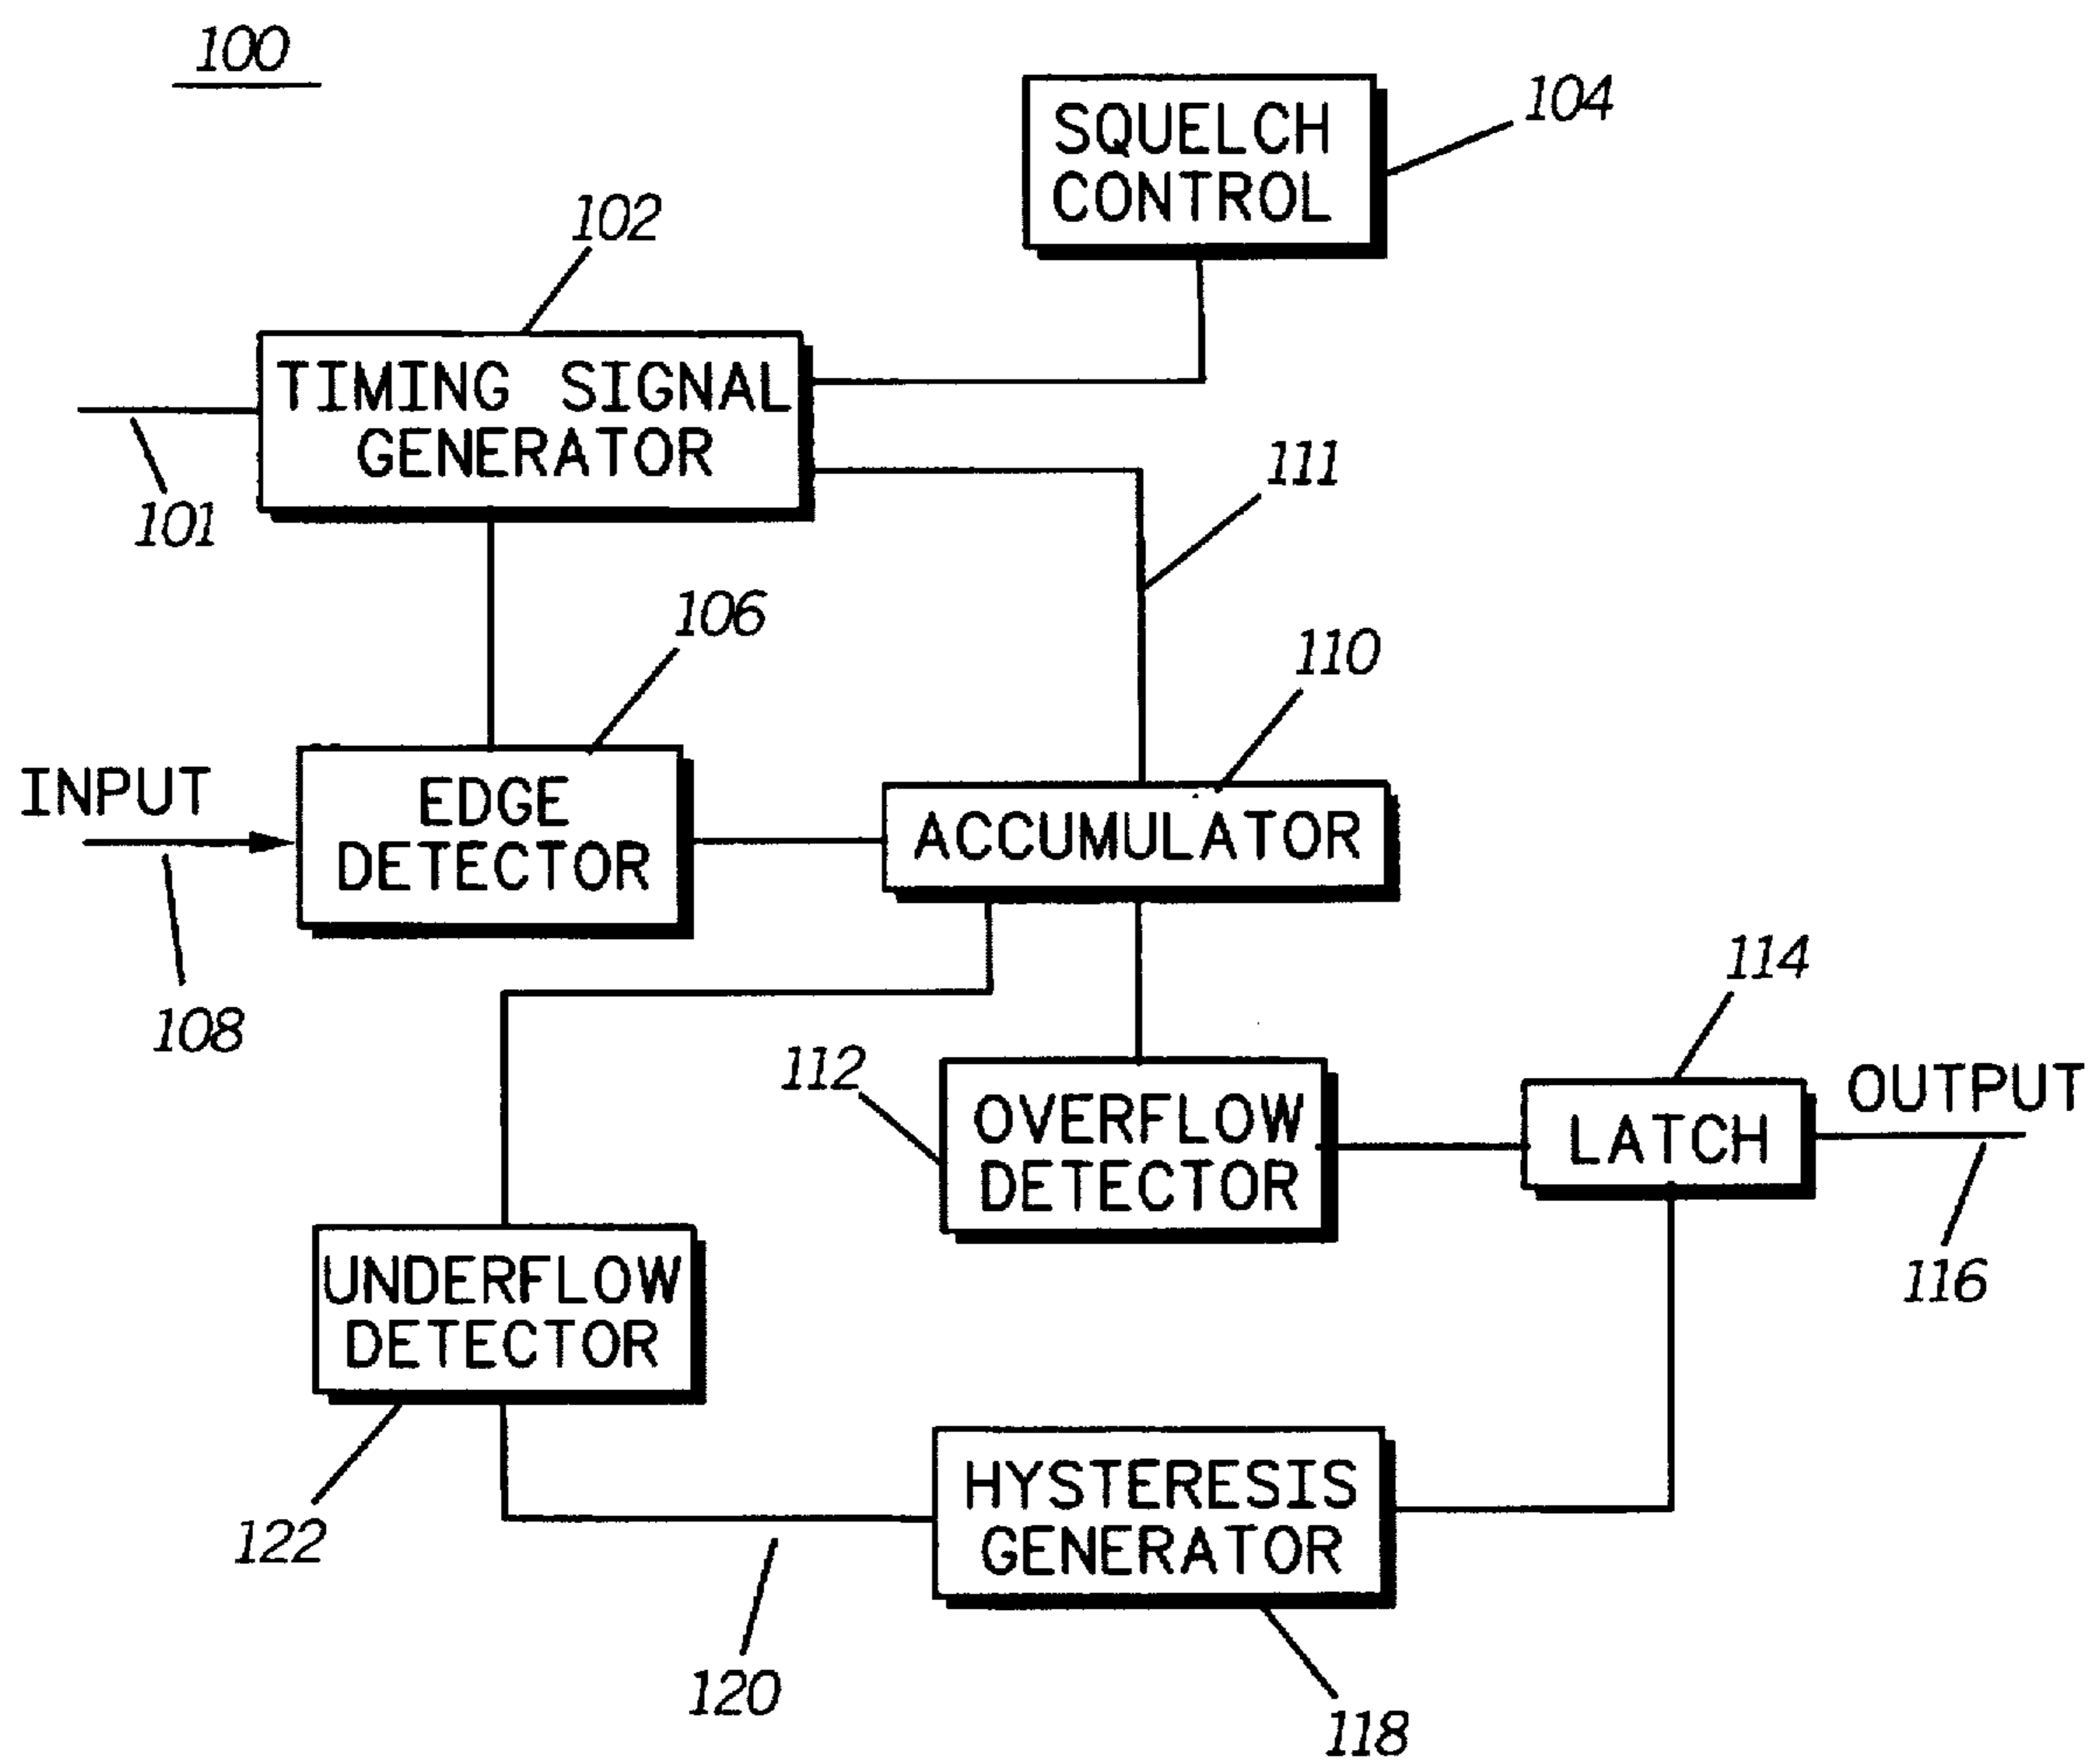 100
SQUELCH
CONTROL
104
102
TIMING SIGNAL
GENERATOR
101
111
106
110
INPUT
EDGE
DETECTOR
ACCUMULATOR
108
114
112
OVERFLOW
DETECTOR
LATCH
OUTPUT
116
UNDERFLOW
DETECTOR
122
HYSTERESIS
GENERATOR
120
118